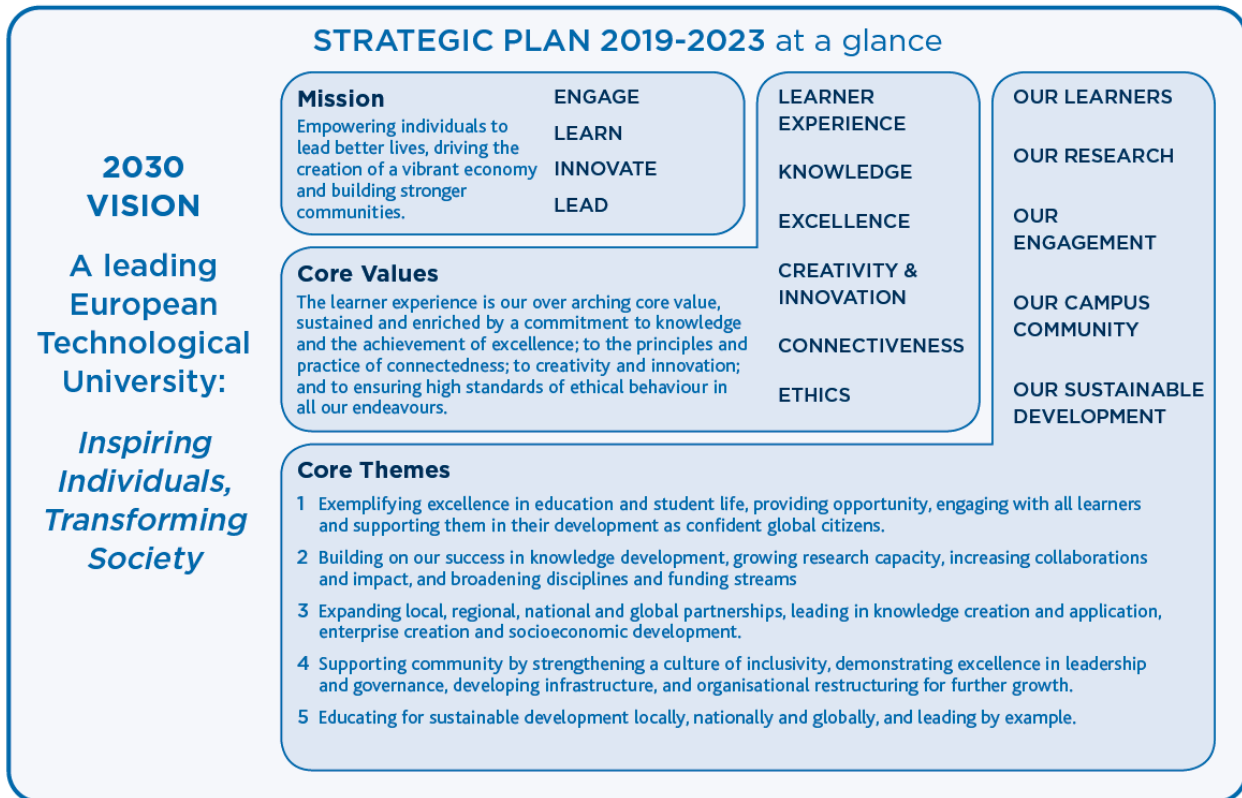 STRATEGIC PLAN 2019-2023 at a glance
2030
VISION
A leading
European
Technological
University:
Inspiring
Individuals,
Transforming
Society
Mission
Empowering individuals to
lead better lives, driving the
creation of a vibrant economy
and building stronger
communities.
ENGAGE
LEARN
INNOVATE
LEAD
Core Values
The learner experience is our over arching core value,
sustained and enriched by a commitment to knowledge
and the achievement of excellence; to the principles and
practice of connectedness; to creativity and innovation;
and to ensuring high standards of ethical behaviour in
all our endeavours.
LEARNER
EXPERIENCE
KNOWLEDGE
EXCELLENCE
CREATIVITY &
INNOVATION
CONNECTIVENESS
ETHICS
OUR LEARNERS
OUR RESEARCH
OUR
ENGAGEMENT
OUR CAMPUS
COMMUNITY
OUR SUSTAINABLE
DEVELOPMENT
Core Themes
1 Exemplifying excellence in education and student life, providing opportunity, engaging with all learners
and supporting them in their development as confident global citizens.
2 Building on our success in knowledge development, growing research capacity, increasing collaborations
and impact, and broadening disciplines and funding streams
3 Expanding local, regional, national and global partnerships, leading in knowledge creation and application,
enterprise creation and socioeconomic development.
4 Supporting community by strengthening a culture of inclusivity, demonstrating excellence in leadership
and governance, developing infrastructure, and organisational restructuring for further growth.
5 Educating for sustainable development locally, nationally and globally, and leading by example.